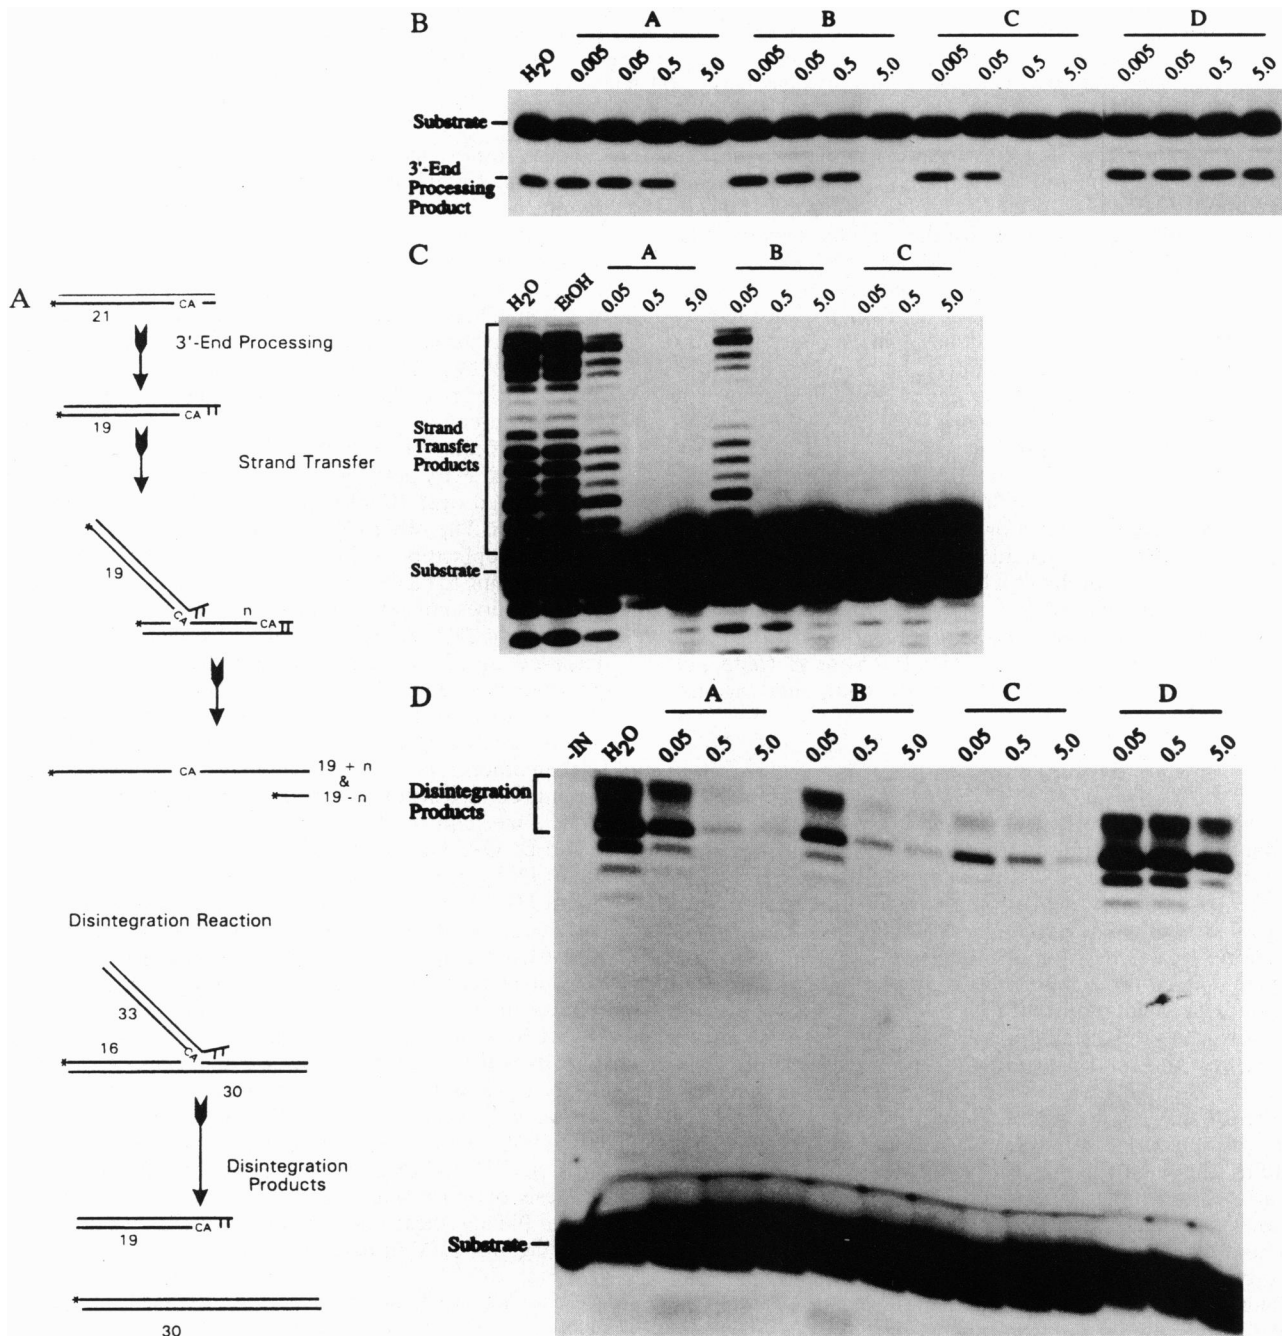 A
*
CA
21
3'-End Processing
*
CA TT
19
Strand Transfer
*
19
CA TT
n
*
CA TT
*
CA
19 + n
&
*
19 - n
Disintegration Reaction
33
CA TT
16
*
30
Disintegration
Products
CA TT
19
*
30
B
A B C D
H2O 0.005 0.05 0.5 5.0 0.005 0.05 0.5 5.0 0.005 0.05 0.5 5.0 0.005 0.05 0.5 5.0
Substrate
3'-End
Processing
Product
C
A B C
H2O EtOH 0.05 0.5 5.0 0.05 0.5 5.0 0.05 0.5 5.0
Strand
Transfer
Products
Substrate
D
A B C D
-IN H2O 0.05 0.5 5.0 0.05 0.5 5.0 0.05 0.5 5.0 0.05 0.5 5.0
Disintegration
Products
Substrate